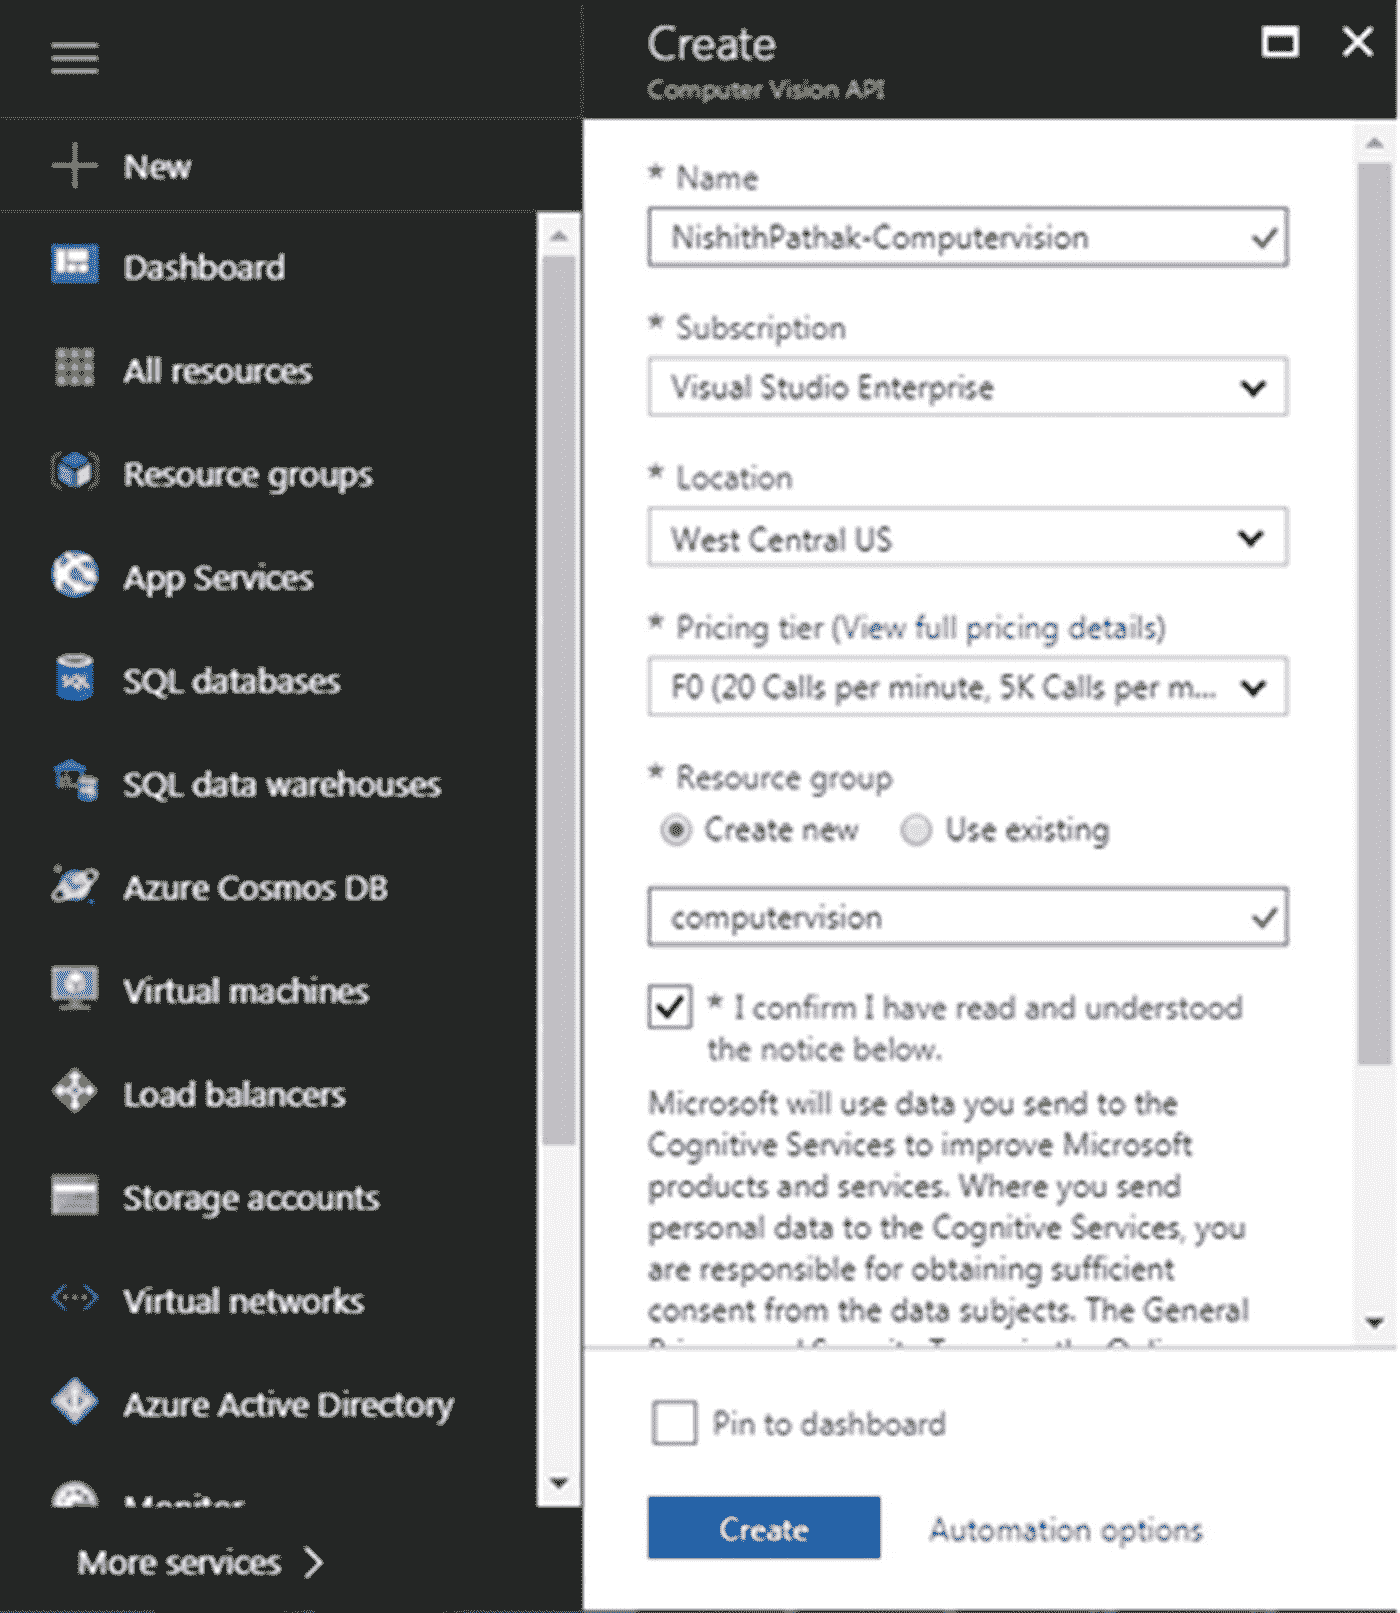 New
Dashboard
All resources
Resource groups
App Services
SQL databases
SQL data warehouses
Azure Cosmos DB
Virtual machines
Load balancers
Storage accounts
Virtual networks
Azure Active Directory
Monitor
More services
Create
Computer Vision API
* Name
NishithPathak-Computervision
* Subscription
Visual Studio Enterprise
* Location
West Central US
* Pricing tier (View full pricing details)
F0 (20 Calls per minute, 5K Calls per m...
* Resource group
Create new Use existing
computervision
* I confirm I have read and understood
the notice below.
Microsoft will use data you send to the
Cognitive Services to improve Microsoft
products and services. Where you send
personal data to the Cognitive Services, you
are responsible for obtaining sufficient
consent from the data subjects. The General
Pin to dashboard
Create Automation options